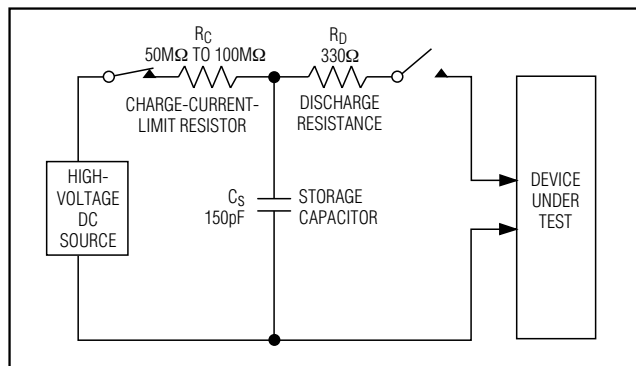 R_C
50MΩ TO 100MΩ
CHARGE-CURRENT-
LIMIT RESISTOR
R_D
330Ω
DISCHARGE
RESISTANCE
HIGH-
VOLTAGE
DC
SOURCE
C_S
150pF
STORAGE
CAPACITOR
DEVICE
UNDER
TEST